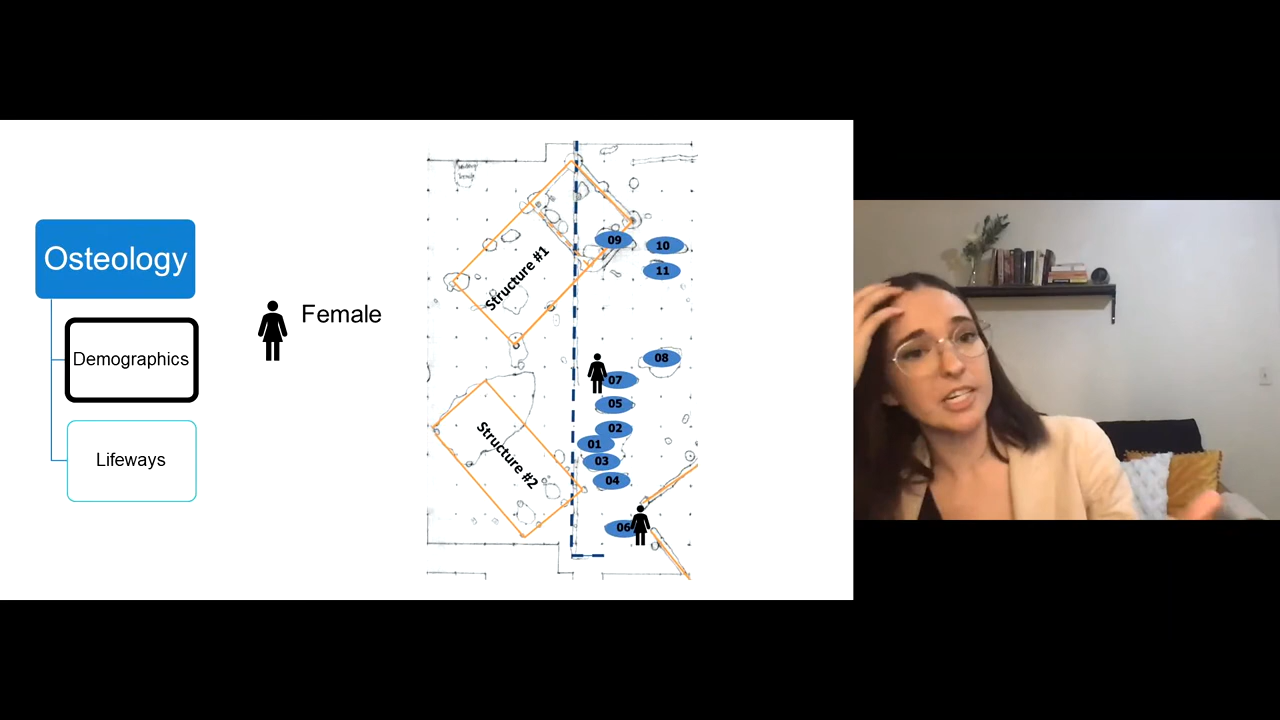 Osteology
Demographics
Lifeways
Female
Structure #1
09
10
11
08
07
05
02
01
03
04
06
Structure #2